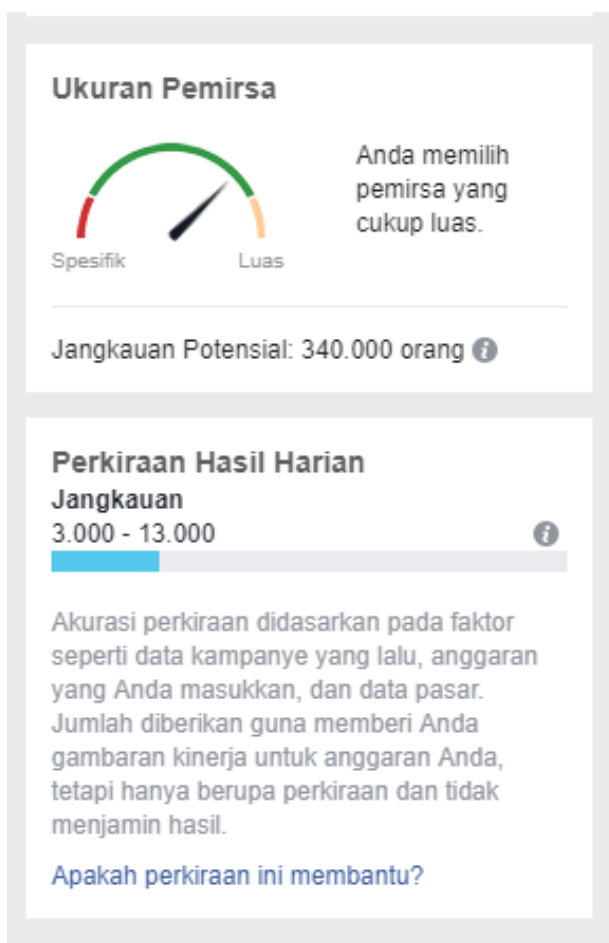 Ukuran Pemirsa
Anda memilih
pemirsa yang
cukup luas.
Spesifik
Luas
Jangkauan Potensial: 340.000 orang
Perkiraan Hasil Harian
Jangkauan
3.000 - 13.000
Akurasi perkiraan didasarkan pada faktor
seperti data kampanye yang lalu, anggaran
yang Anda masukkan, dan data pasar.
Jumlah diberikan guna memberi Anda
gambaran kinerja untuk anggaran Anda,
tetapi hanya berupa perkiraan dan tidak
menjamin hasil.
Apakah perkiraan ini membantu?